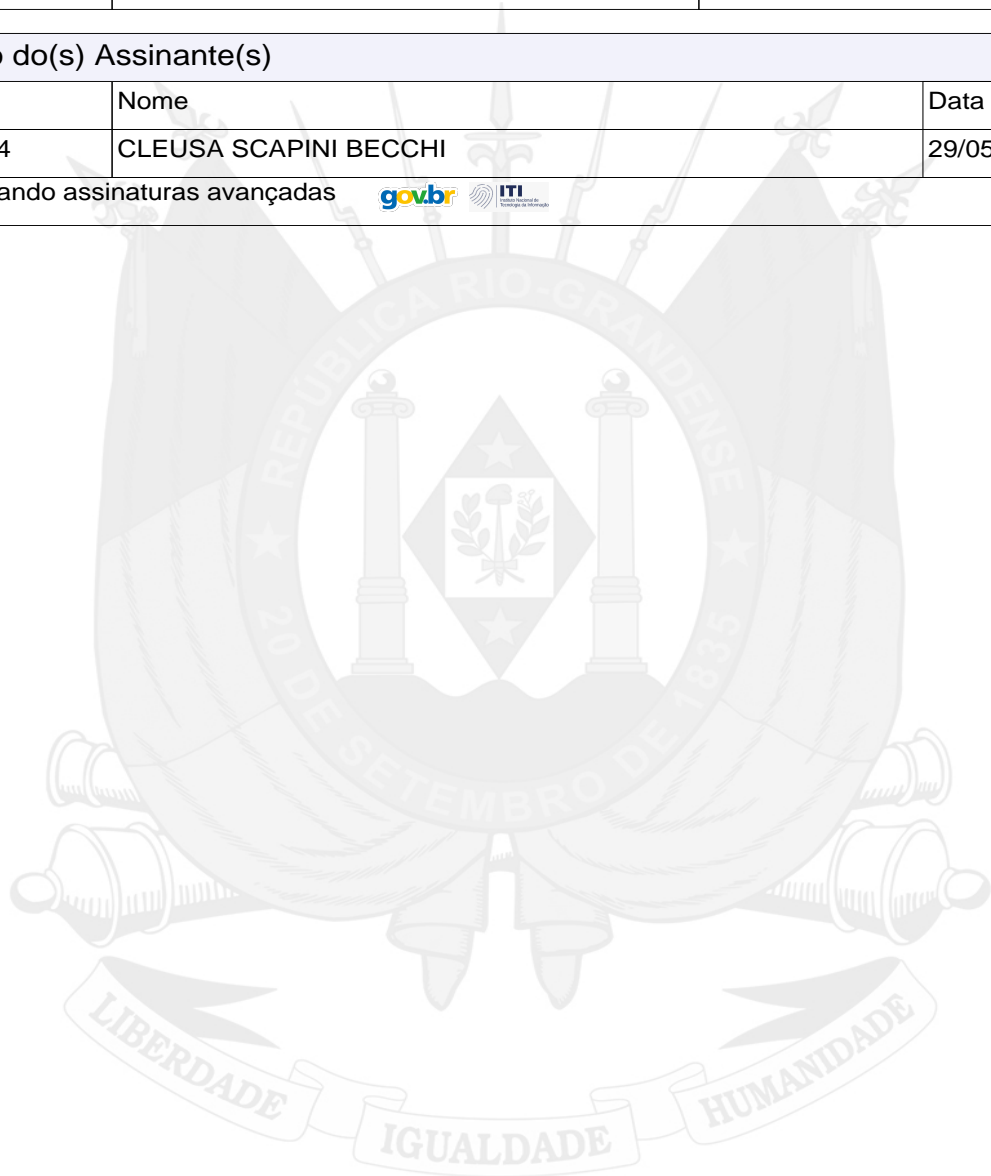 o do(s) Assinante(s)
Nome Data
4 CLEUSA SCAPINI BECCHI 29/05
ando assinaturas avançadas gov.br ITI
REPÚBLICA RIO-GRANDENSE
20 DE SETEMBRO DE 1835
LIBERDADE IGUALDADE HUMANIDADE